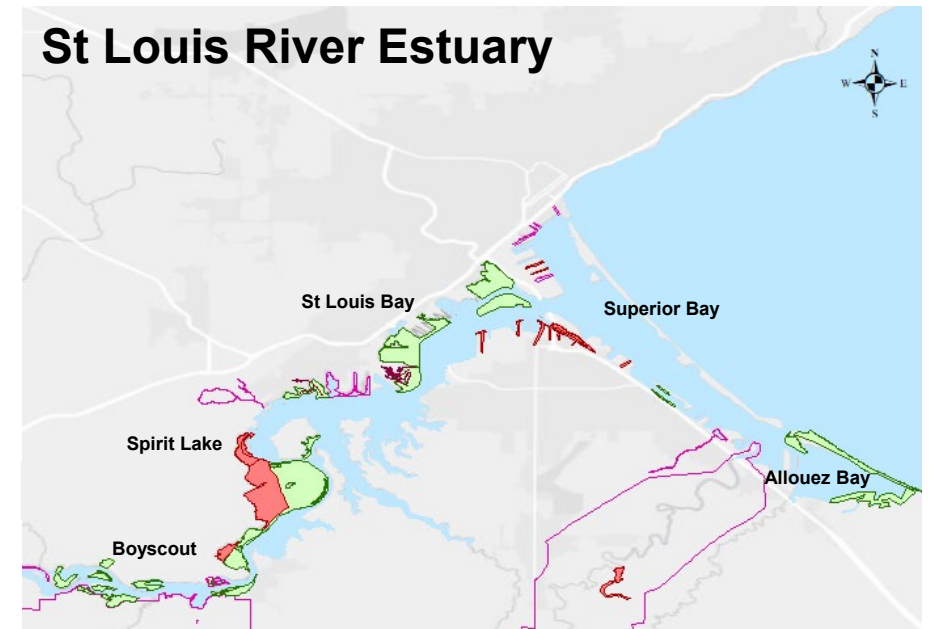 St Louis River Estuary
N
W E
S
St Louis Bay
Superior Bay
Spirit Lake
Allouez Bay
Boyscout